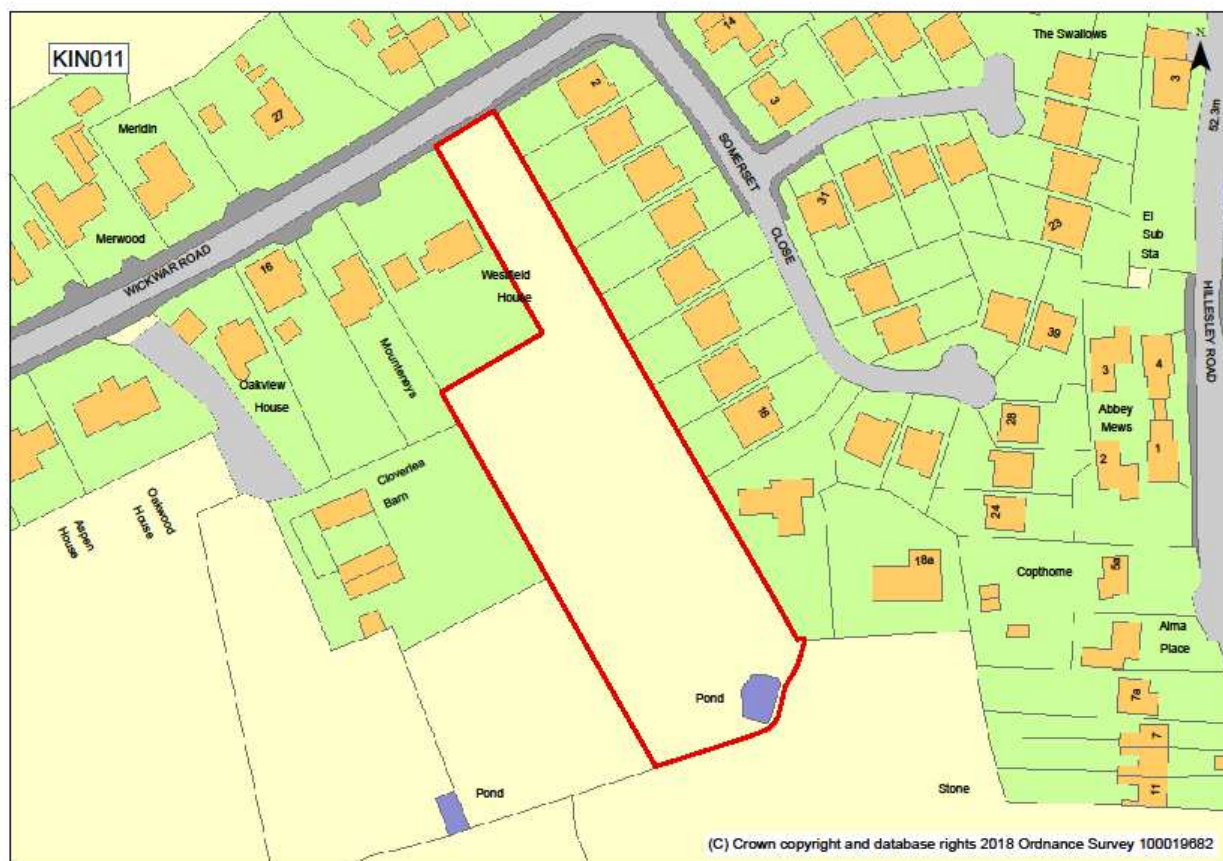 KIN011
The Swallows
N
14
3
2
3
27
52.3m
Meridin
SOMERSET
CLOSE
31
23
El
Sub
Sta
Merwood
WICKWAR ROAD
16
Westfield
House
HILLESLEY ROAD
39
3
4
Mounteneys
Oakview
House
Abbey
Mews
16
28
2
1
Cloverlea
Barn
Oakwood
House
Aspen
House
24
18a
Copthorne
5a
Alma
Place
Pond
7a
7
11
Pond
Stone
(C) Crown copyright and database rights 2018 Ordnance Survey 100019682